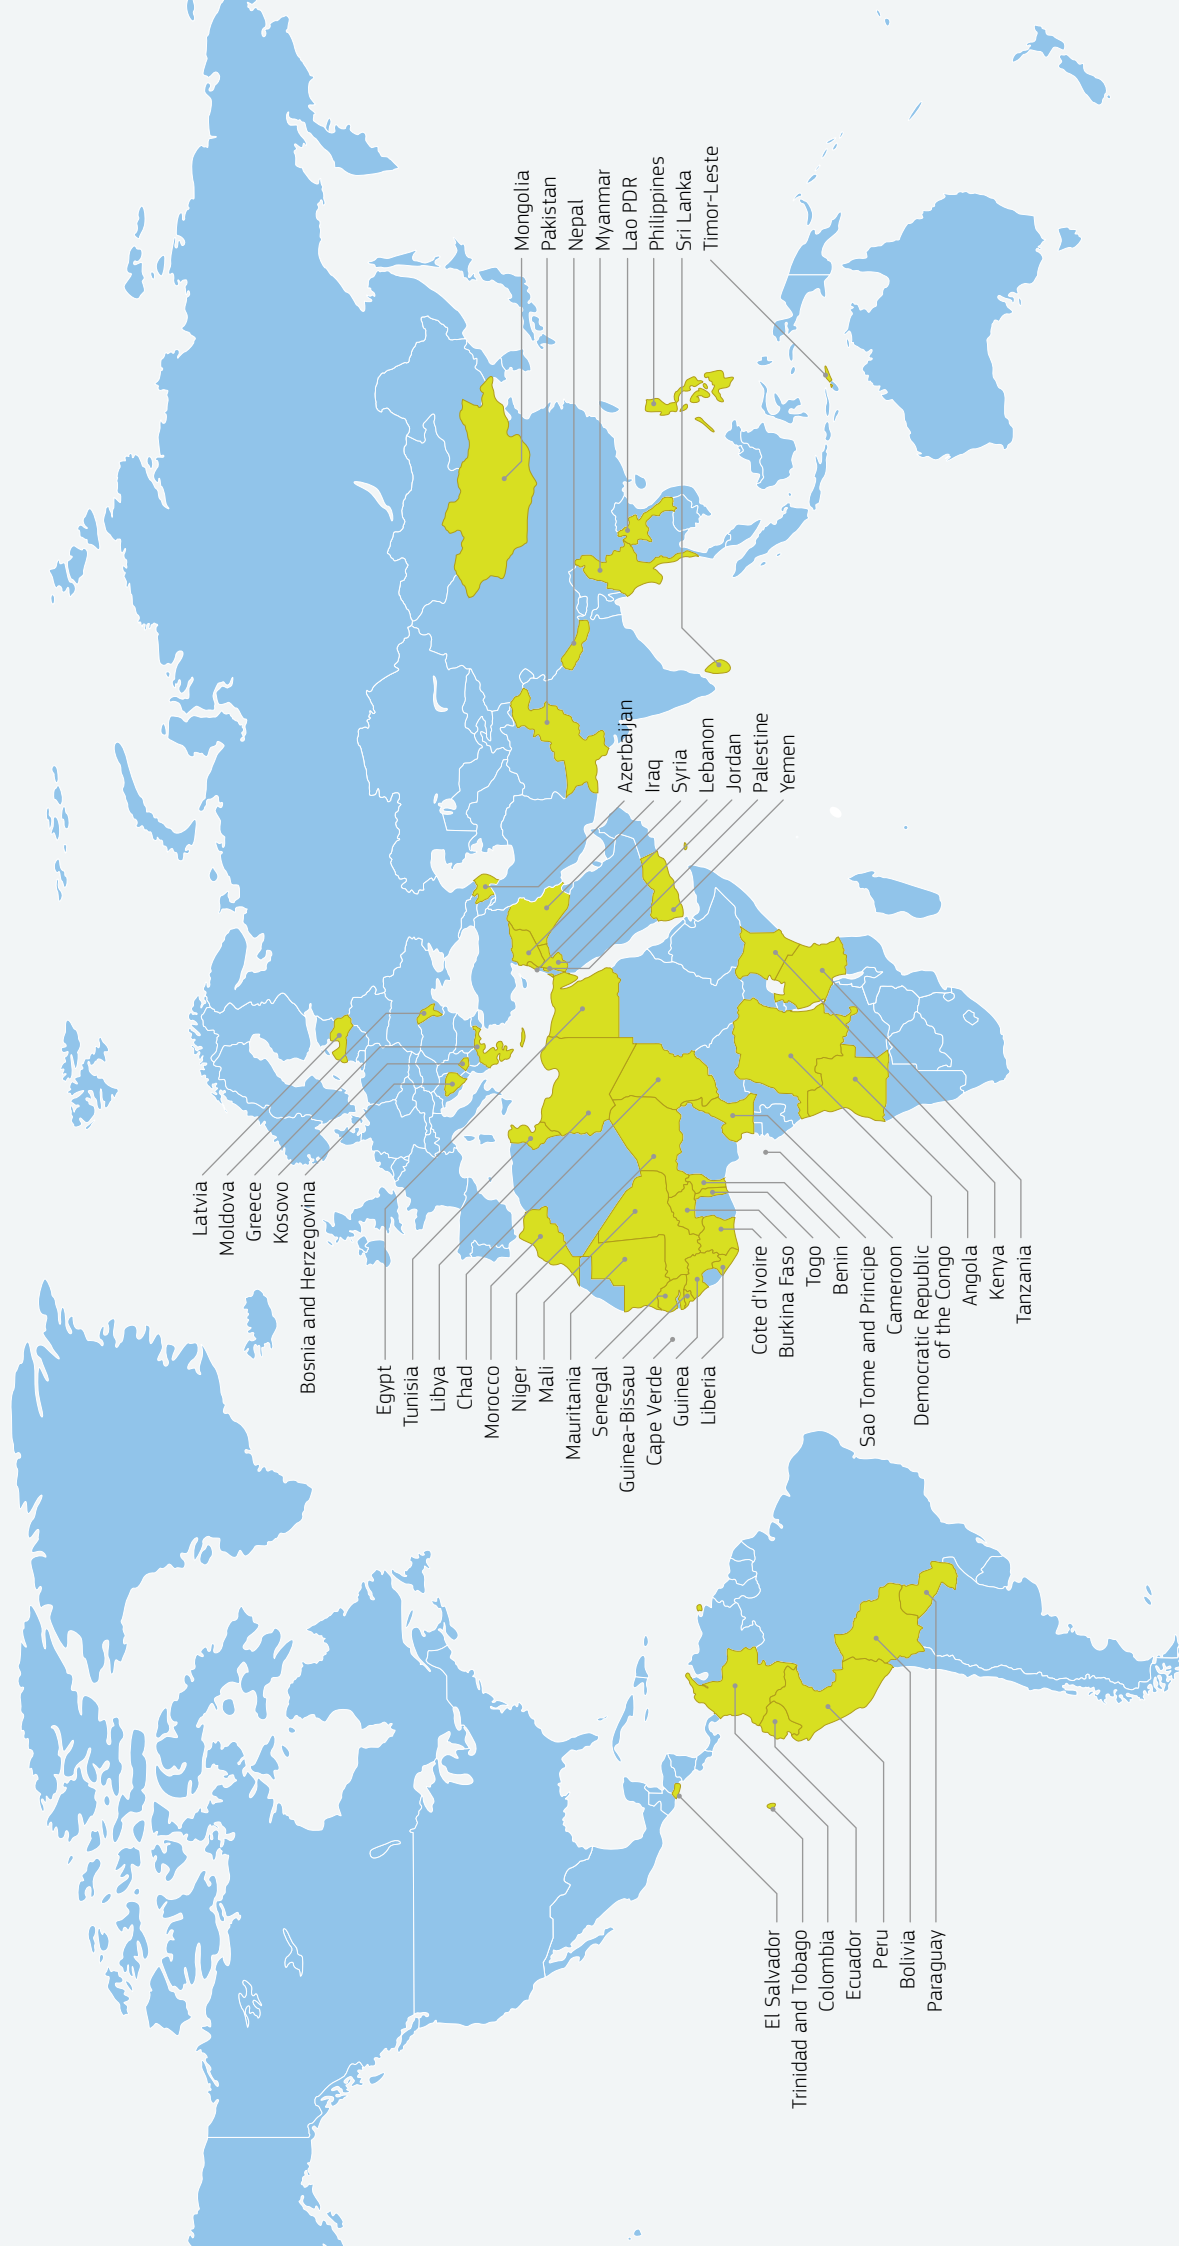 Latvia
Moldova
Greece
Kosovo
Bosnia and Herzegovina
Egypt
Tunisia
Libya
Chad
Morocco
Niger
Mali
Mauritania
Senegal
Guinea-Bissau
Cape Verde
Guinea
Liberia
Cote d'Ivoire
Burkina Faso
Togo
Benin
Sao Tome and Principe
Cameroon
Democratic Republic
of the Congo
Angola
Kenya
Tanzania
El Salvador
Trinidad and Tobago
Colombia
Ecuador
Peru
Bolivia
Paraguay
Azerbaijan
Iraq
Syria
Lebanon
Jordan
Palestine
Yemen
Mongolia
Pakistan
Nepal
Myanmar
Lao PDR
Philippines
Sri Lanka
Timor-Leste